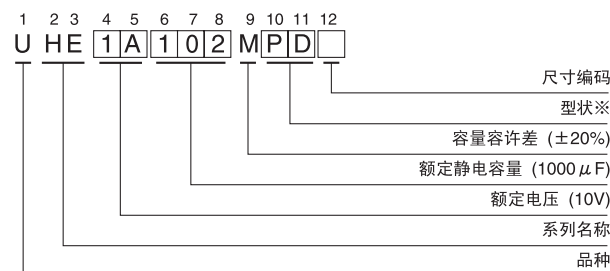 1 2 3 4 5 6 7 8 9 10 11 12
U H E 1 A 1 0 2 M P D
尺寸编码
型状※
容量容许差 (±20%)
额定静电容量 (1000μF)
额定电压 (10V)
系列名称
品种